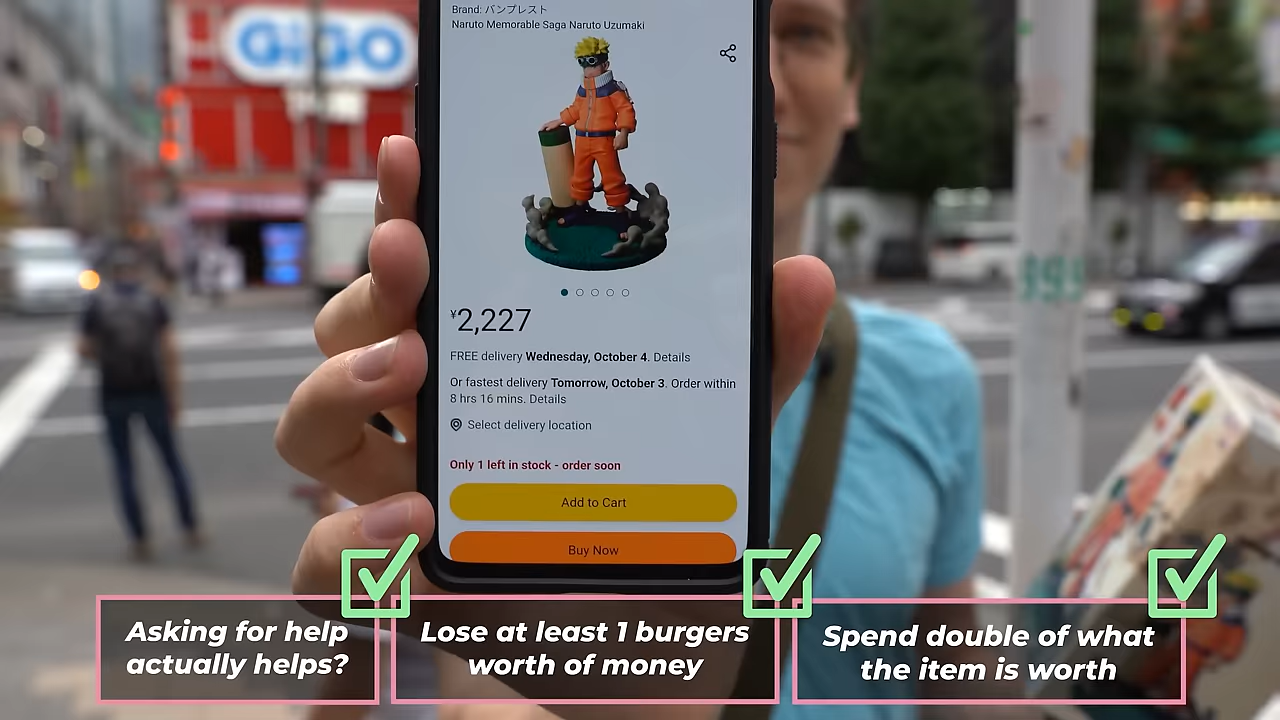 GiGO
Brand: バンプレスト
Naruto Memorable Saga Naruto Uzumaki
¥2,227
FREE delivery Wednesday, October 4. Details
Or fastest delivery Tomorrow, October 3. Order within
8 hrs 16 mins. Details
Select delivery location
Only 1 left in stock - order soon
Add to Cart
Buy Now
Asking for help
actually helps?
Lose at least 1 burgers
worth of money
Spend double of what
the item is worth